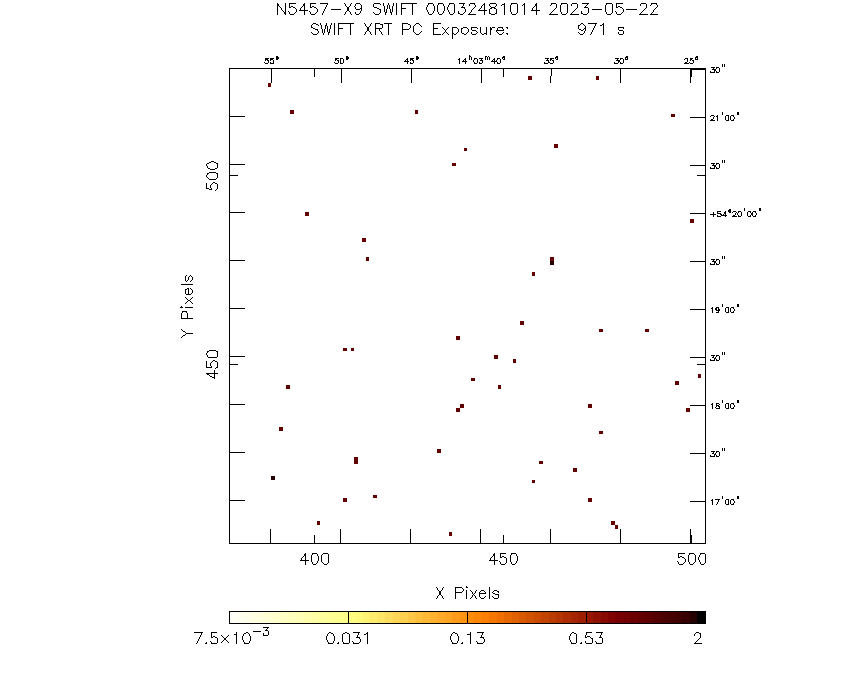 N5457-X9 SWIFT 00032481014 2023-05-22
SWIFT XRT PC Exposure: 971 s
55ˢ 50ˢ 45ˢ 14ʰ03ᵐ40ˢ 35ˢ 30ˢ 25ˢ
30"
21'00"
30"
+54°20'00"
30"
19'00"
30"
18'00"
30"
17'00"
500
450
Y Pixels
400 450 500
X Pixels
7.5×10⁻³ 0.031 0.13 0.53 2